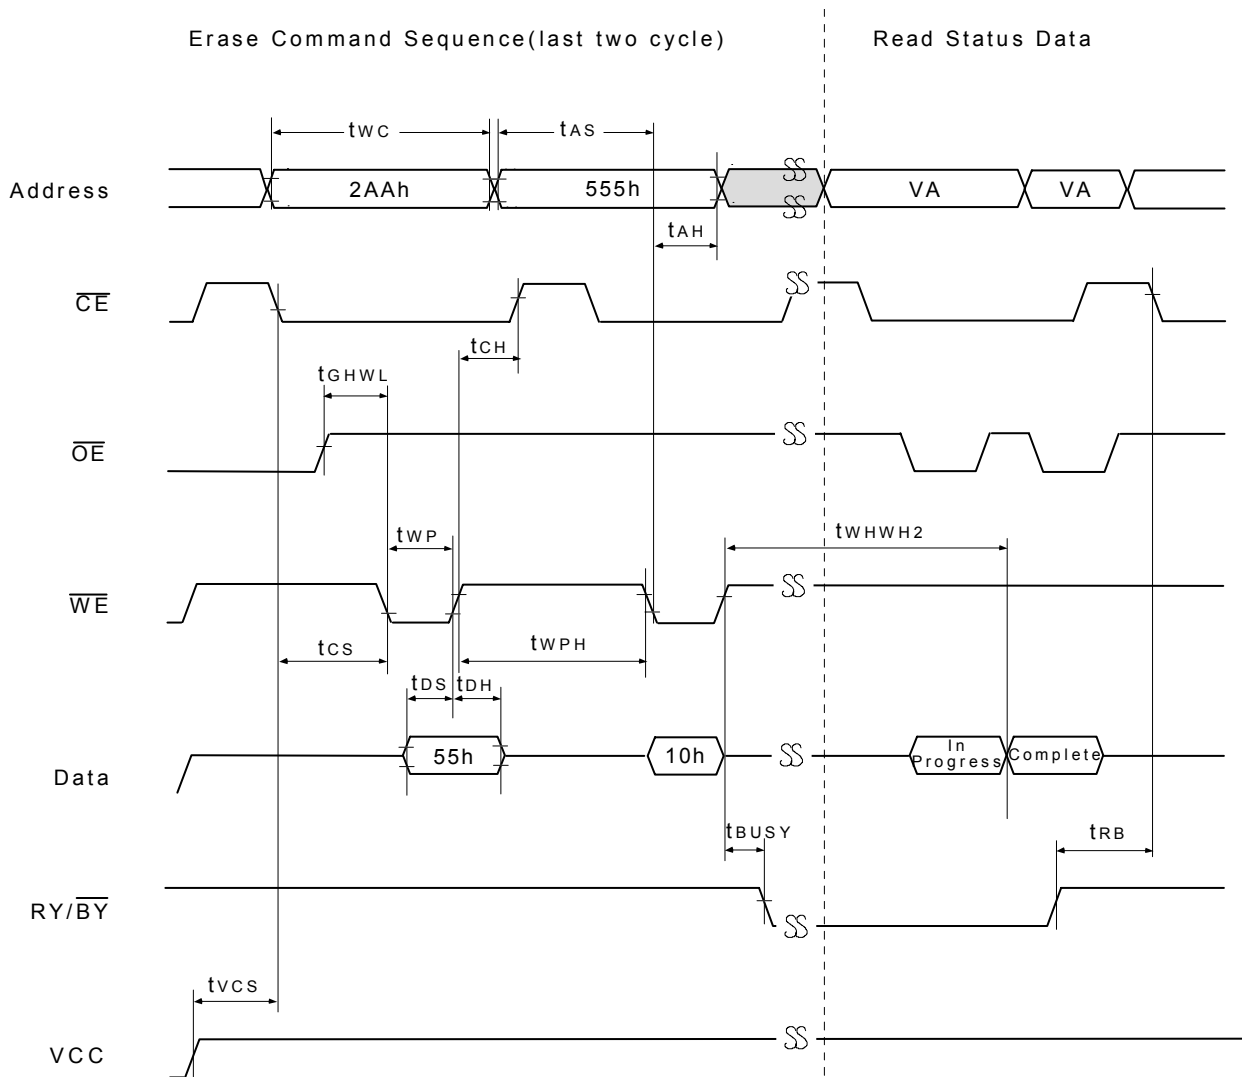 Erase Command Sequence(last two cycle) Read Status Data
tWC tAS
Address 2AAh 555h VA VA
tAH
CE
tCH
tGHWL
OE
tWP tWHWH2
WE
tCS tWPH
tDS tDH
Data 55h 10h In Progress Complete
tBUSY tRB
RY/BY
tVCS
VCC